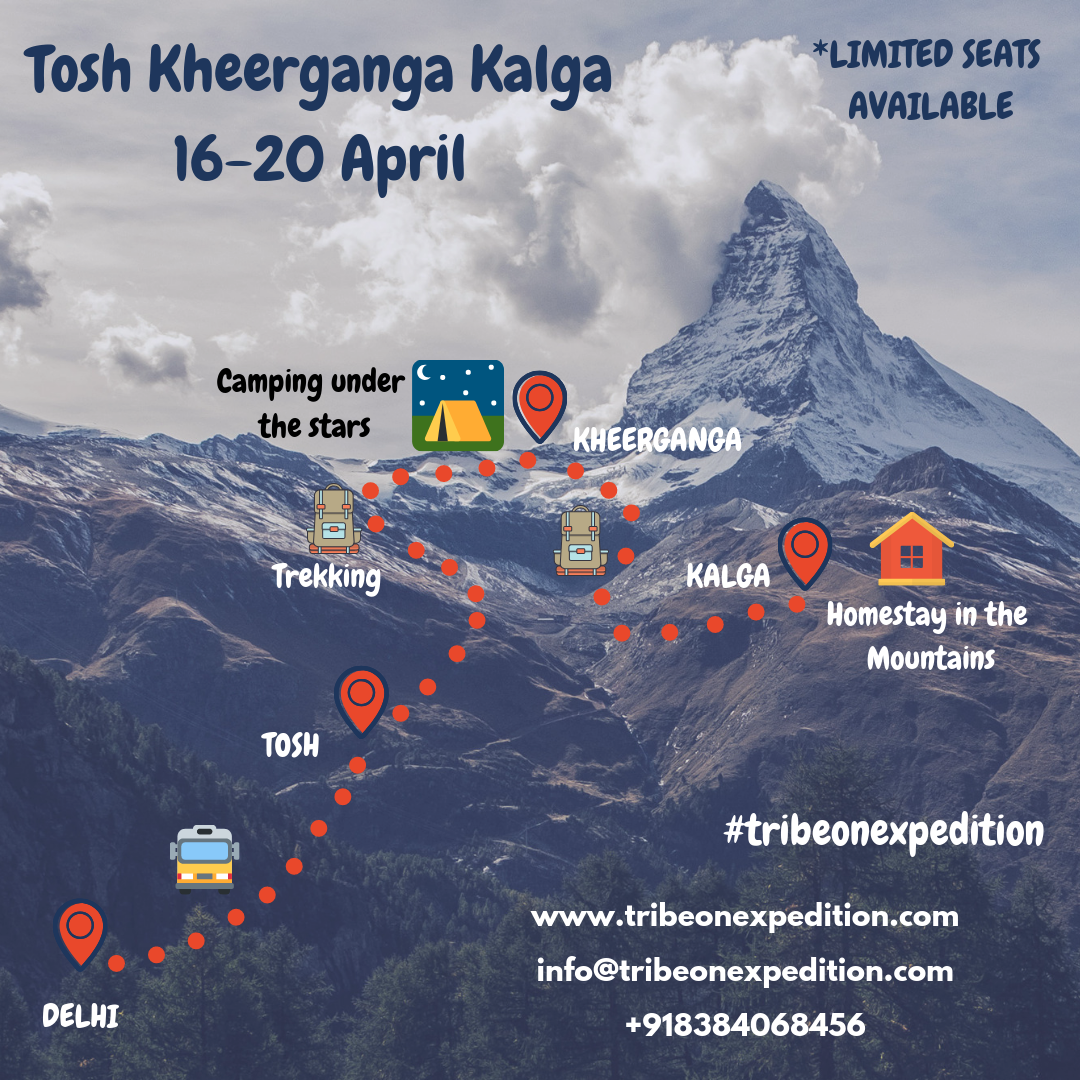 Tosh Kheerganga Kalga
16-20 April
*LIMITED SEATS
AVAILABLE
Camping under
the stars
KHEERGANGA
Trekking
KALGA
Homestay in the
Mountains
TOSH
#tribeonexpedition
www.tribeonexpedition.com
info@tribeonexpedition.com
+918384068456
DELHI